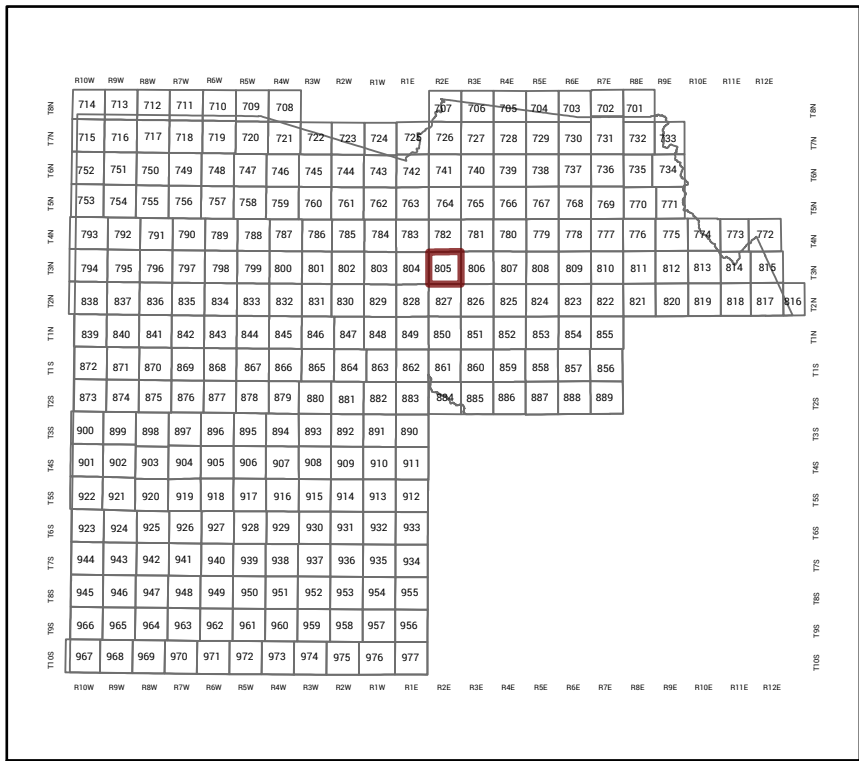 R10W R9W R8W R7W R6W R5W R4W R3W R2W R1W R1E R2E R3E R4E R5E R6E R7E R8E R9E R10E R11E R12E
T8N 714 713 712 711 710 709 708 707 706 705 704 703 702 701 T8N
T7N 715 716 717 718 719 720 721 722 723 724 725 726 727 728 729 730 731 732 733 T7N
T6N 752 751 750 749 748 747 746 745 744 743 742 741 740 739 738 737 736 735 734 T6N
T5N 753 754 755 756 757 758 759 760 761 762 763 764 765 766 767 768 769 770 771 T5N
T4N 793 792 791 790 789 788 787 786 785 784 783 782 781 780 779 778 777 776 775 774 773 772 T4N
T3N 794 795 796 797 798 799 800 801 802 803 804 805 806 807 808 809 810 811 812 813 814 815 T3N
T2N 838 837 836 835 834 833 832 831 830 829 828 827 826 825 824 823 822 821 820 819 818 817 816 T2N
T1N 839 840 841 842 843 844 845 846 847 848 849 850 851 852 853 854 855 T1N
T1S 872 871 870 869 868 867 866 865 864 863 862 861 860 859 858 857 856 T1S
T2S 873 874 875 876 877 878 879 880 881 882 883 884 885 886 887 888 889 T2S
T3S 900 899 898 897 896 895 894 893 892 891 890 T3S
T4S 901 902 903 904 905 906 907 908 909 910 911 T4S
T5S 922 921 920 919 918 917 916 915 914 913 912 T5S
T6S 923 924 925 926 927 928 929 930 931 932 933 T6S
T7S 944 943 942 941 940 939 938 937 936 935 934 T7S
T8S 945 946 947 948 949 950 951 952 953 954 955 T8S
T9S 966 965 964 963 962 961 960 959 958 957 956 T9S
T10S 967 968 969 970 971 972 973 974 975 976 977 T10S
R10W R9W R8W R7W R6W R5W R4W R3W R2W R1W R1E R2E R3E R4E R5E R6E R7E R8E R9E R10E R11E R12E